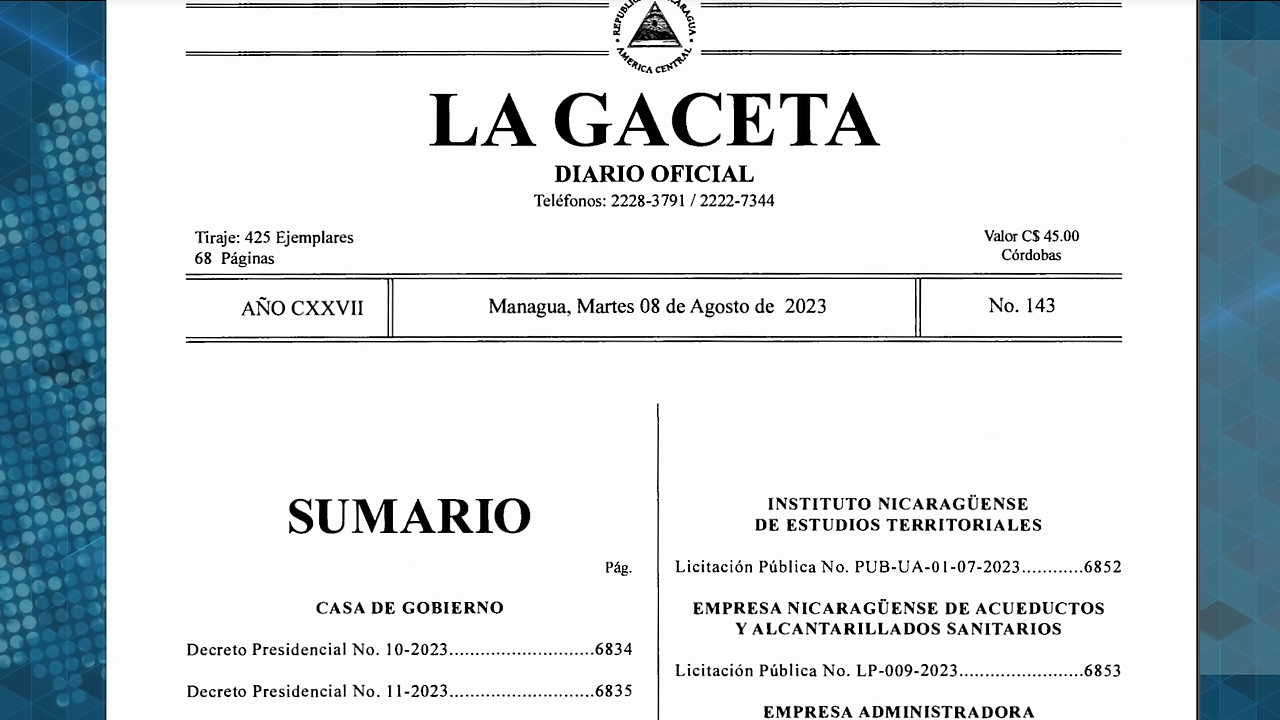 REPUBLICA NICARAGUA
AMERICA CENTRAL
LA GACETA
DIARIO OFICIAL
Teléfonos: 2228-3791 / 2222-7344
Tiraje: 425 Ejemplares
68 Páginas
Valor C$ 45.00
Córdobas
AÑO CXXVII
Managua, Martes 08 de Agosto de 2023
No. 143
SUMARIO
Pág.
CASA DE GOBIERNO
Decreto Presidencial No. 10-2023............................6834
Decreto Presidencial No. 11-2023............................6835
INSTITUTO NICARAGÜENSE
DE ESTUDIOS TERRITORIALES
Licitación Pública No. PUB-UA-01-07-2023............6852
EMPRESA NICARAGÜENSE DE ACUEDUCTOS
Y ALCANTARILLADOS SANITARIOS
Licitación Pública No. LP-009-2023........................6853
EMPRESA ADMINISTRADORA